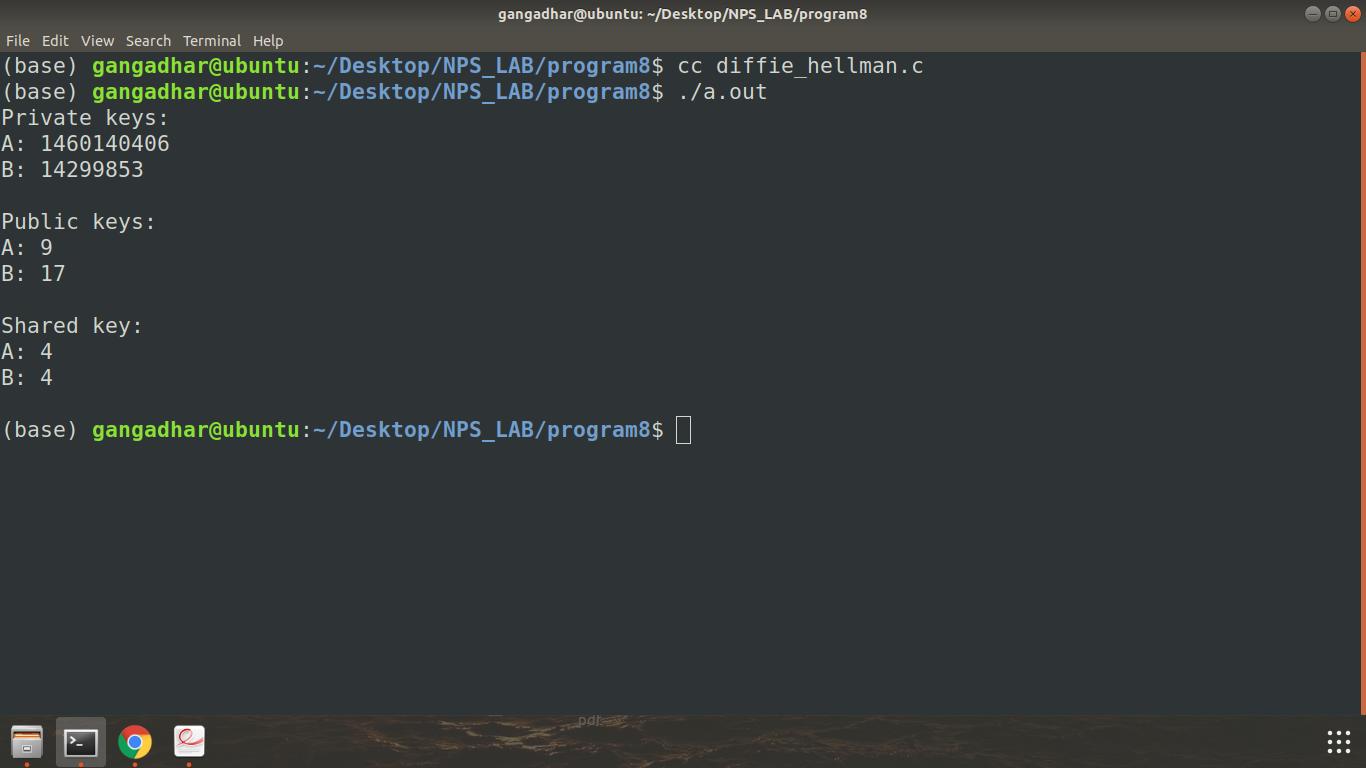 gangadhar@ubuntu: ~/Desktop/NPS_LAB/program8
File Edit View Search Terminal Help
(base) gangadhar@ubuntu:~/Desktop/NPS_LAB/program8$ cc diffie_hellman.c
(base) gangadhar@ubuntu:~/Desktop/NPS_LAB/program8$ ./a.out
Private keys:
A: 1460140406
B: 14299853
Public keys:
A: 9
B: 17
Shared key:
A: 4
B: 4
(base) gangadhar@ubuntu:~/Desktop/NPS_LAB/program8$